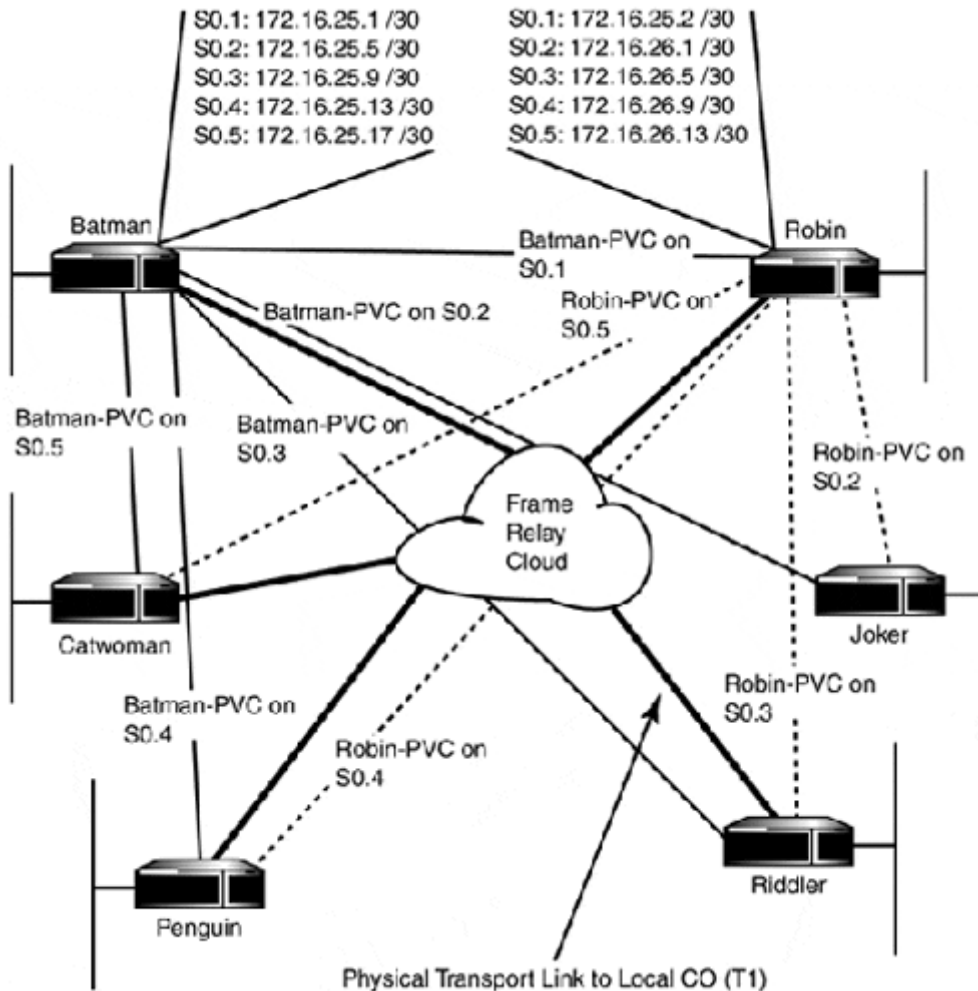 S0.1: 172.16.25.1 /30
S0.2: 172.16.25.5 /30
S0.3: 172.16.25.9 /30
S0.4: 172.16.25.13 /30
S0.5: 172.16.25.17 /30
S0.1: 172.16.25.2 /30
S0.2: 172.16.26.1 /30
S0.3: 172.16.26.5 /30
S0.4: 172.16.26.9 /30
S0.5: 172.16.26.13 /30
Batman
Robin
Batman-PVC on
S0.1
Batman-PVC on S0.2
Robin-PVC on
S0.5
Batman-PVC on
S0.5
Batman-PVC on
S0.3
Robin-PVC on
S0.2
Frame
Relay
Cloud
Catwoman
Joker
Batman-PVC on
S0.4
Robin-PVC on
S0.4
Robin-PVC on
S0.3
Penguin
Riddler
Physical Transport Link to Local CO (T1)